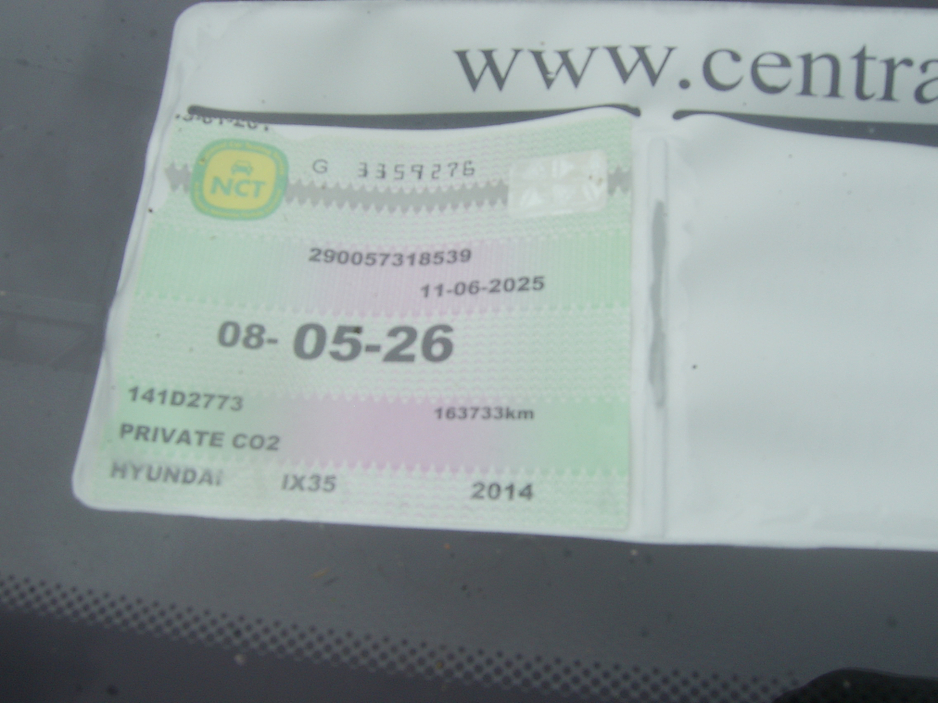 www.centra
NCT
G 3359276
290057318539
11-06-2025
08- 05-26
141D2773
163733km
PRIVATE CO2
HYUNDAI IX35 2014